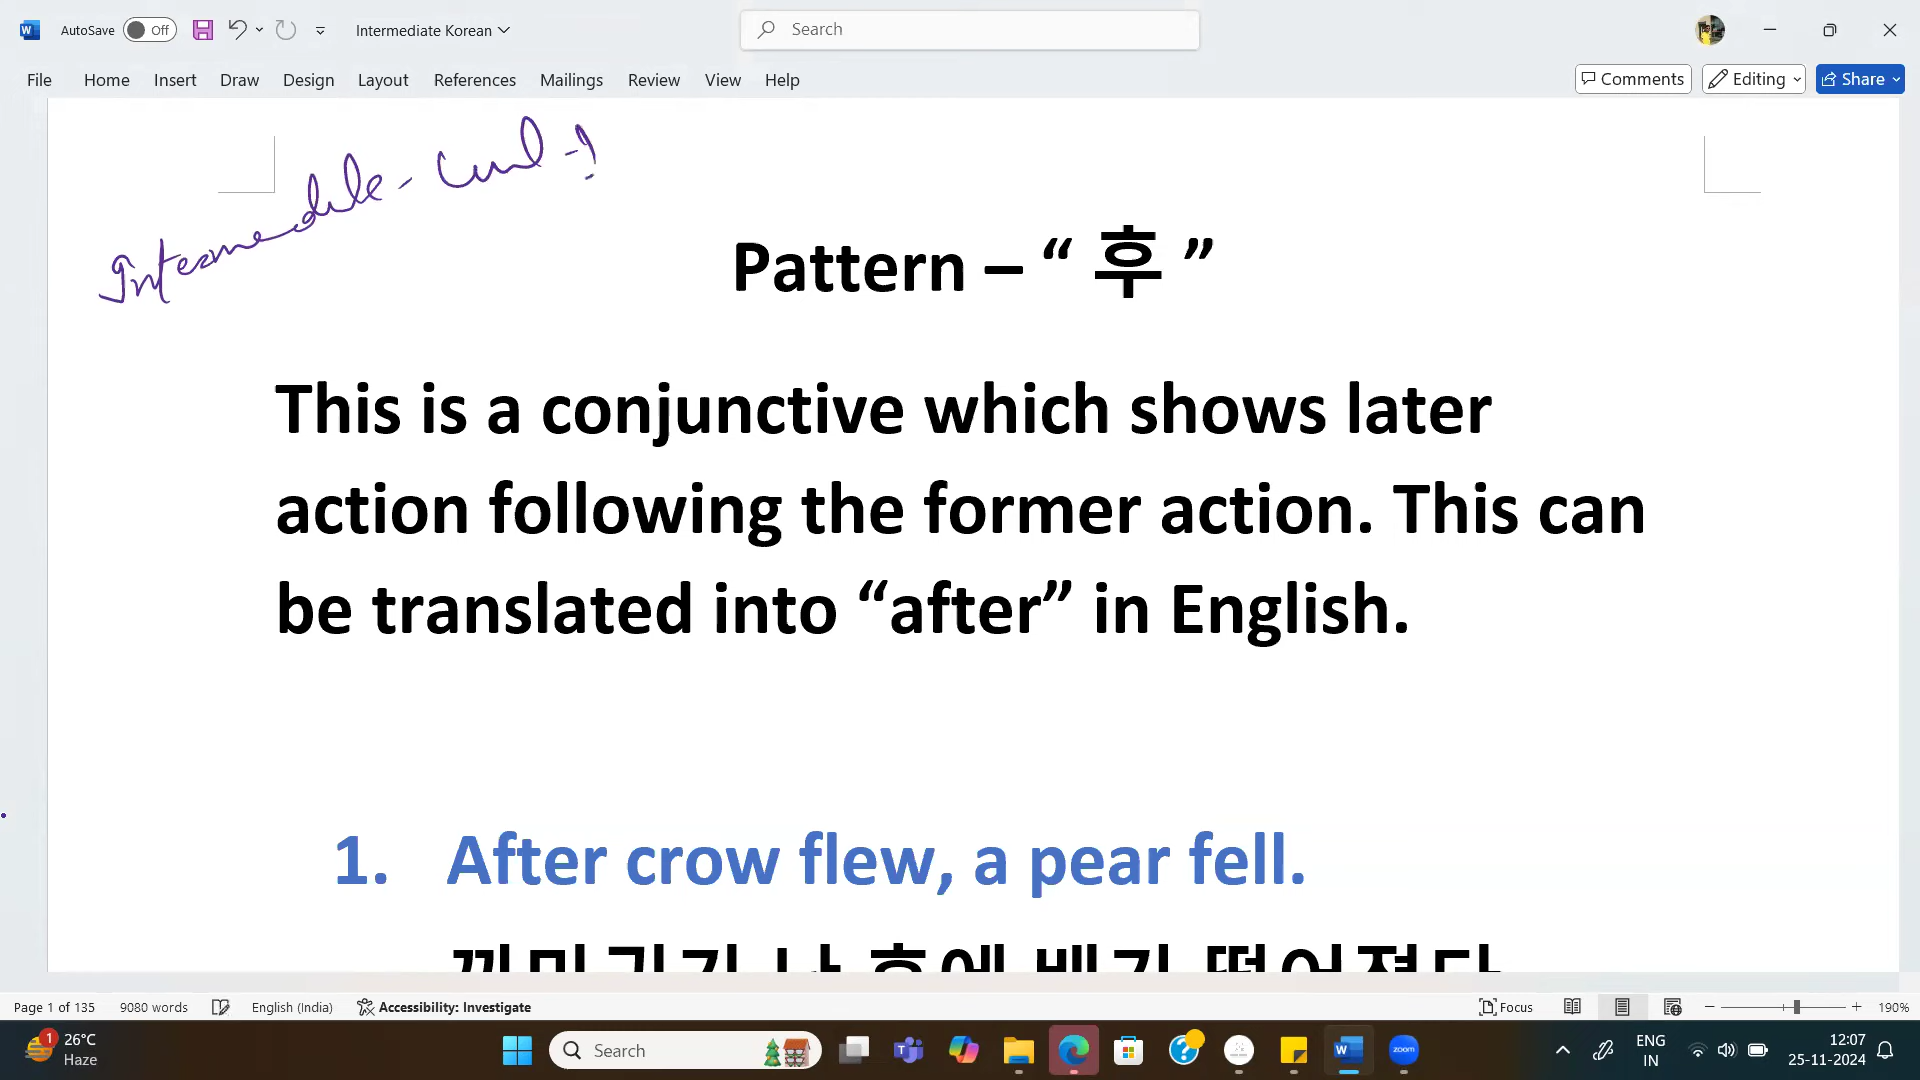 AutoSave Off Intermediate Korean Search
File Home Insert Draw Design Layout References Mailings Review View Help Comments Editing Share
Pattern – “ 후 ”
This is a conjunctive which shows later
action following the former action. This can
be translated into “after” in English.
1. After crow flew, a pear fell.
Page 1 of 135 9080 words English (India) Accessibility: Investigate Focus 190%
1 26°C
Haze
Search
zoom
ENG
IN
12:07
25-11-2024